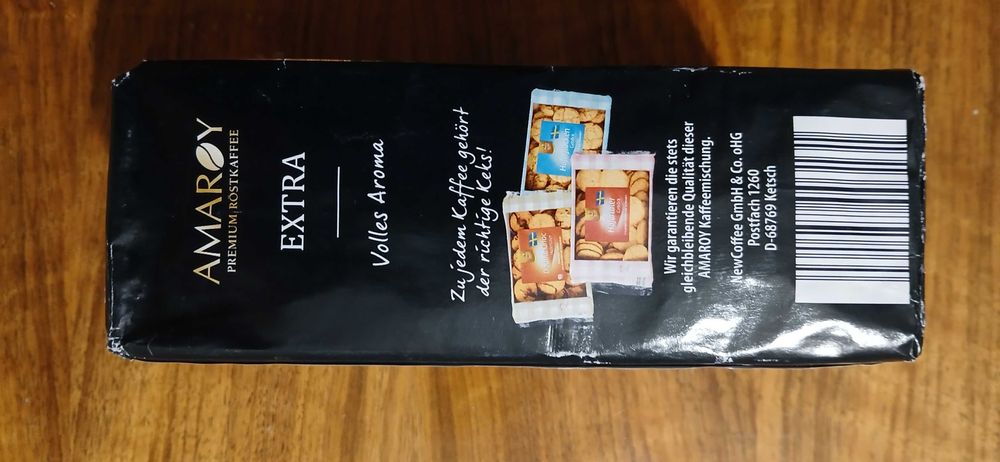 AMAROY
PREMIUM RÖSTKAFFEE
EXTRA
Volles Aroma
Zu jedem Kaffee gehört
der richtige Keks!
Wir garantieren die stets
gleichbleibende Qualität dieser
AMAROY Kaffeemischung.
NewCoffee GmbH & Co. oHG
Postfach 1260
D-68769 Ketsch